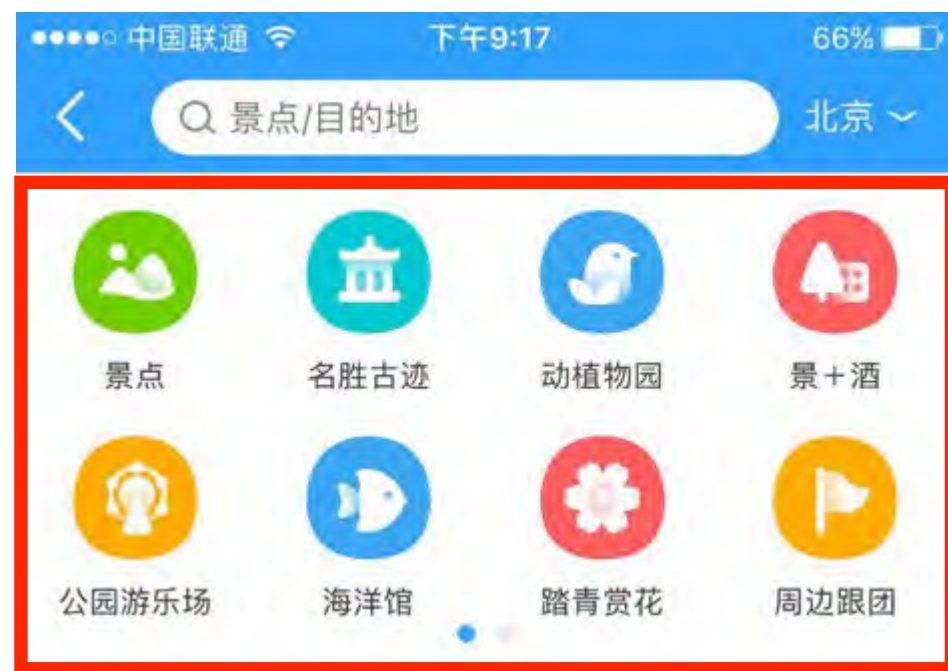 中国联通 下午9:17 66%
景点/目的地 北京
景点 名胜古迹 动植物园 景+酒
公园游乐场 海洋馆 踏青赏花 周边跟团